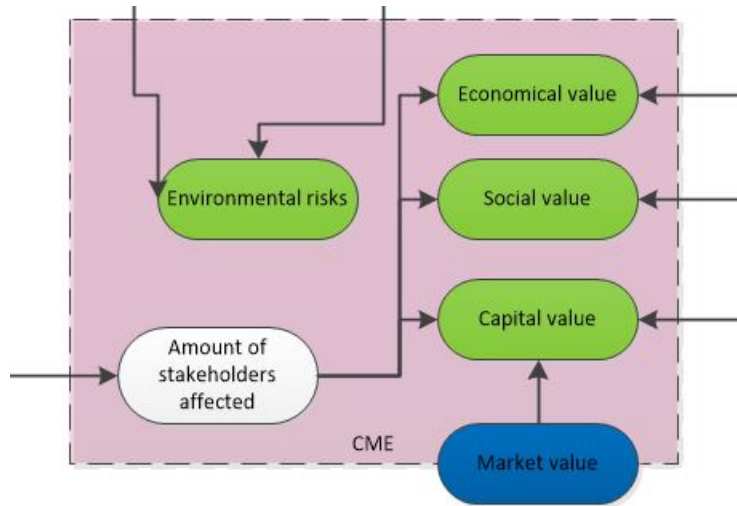 Economical value
Environmental risks
Social value
Capital value
Amount of
stakeholders
affected
CME
Market value